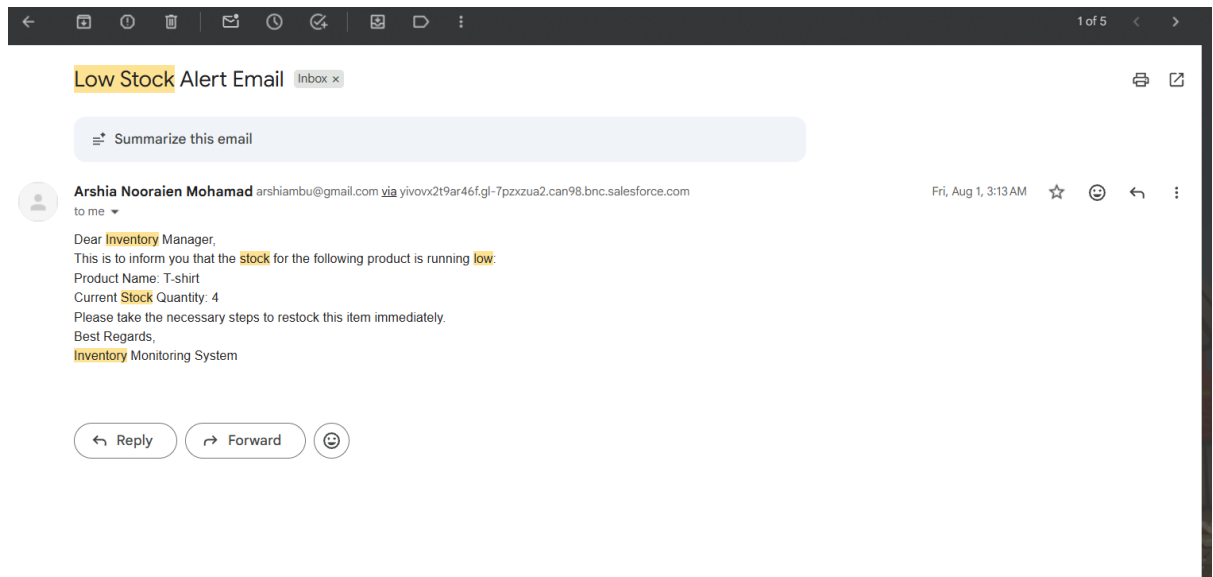 1 of 5
Low Stock Alert Email Inbox ×
Summarize this email
Arshia Nooraien Mohamad arshiambu@gmail.com via yivovx2t9ar46f.gl-7pzxzua2.can98.bnc.salesforce.com Fri, Aug 1, 3:13 AM
to me
Dear Inventory Manager,
This is to inform you that the stock for the following product is running low:
Product Name: T-shirt
Current Stock Quantity: 4
Please take the necessary steps to restock this item immediately.
Best Regards,
Inventory Monitoring System
Reply Forward